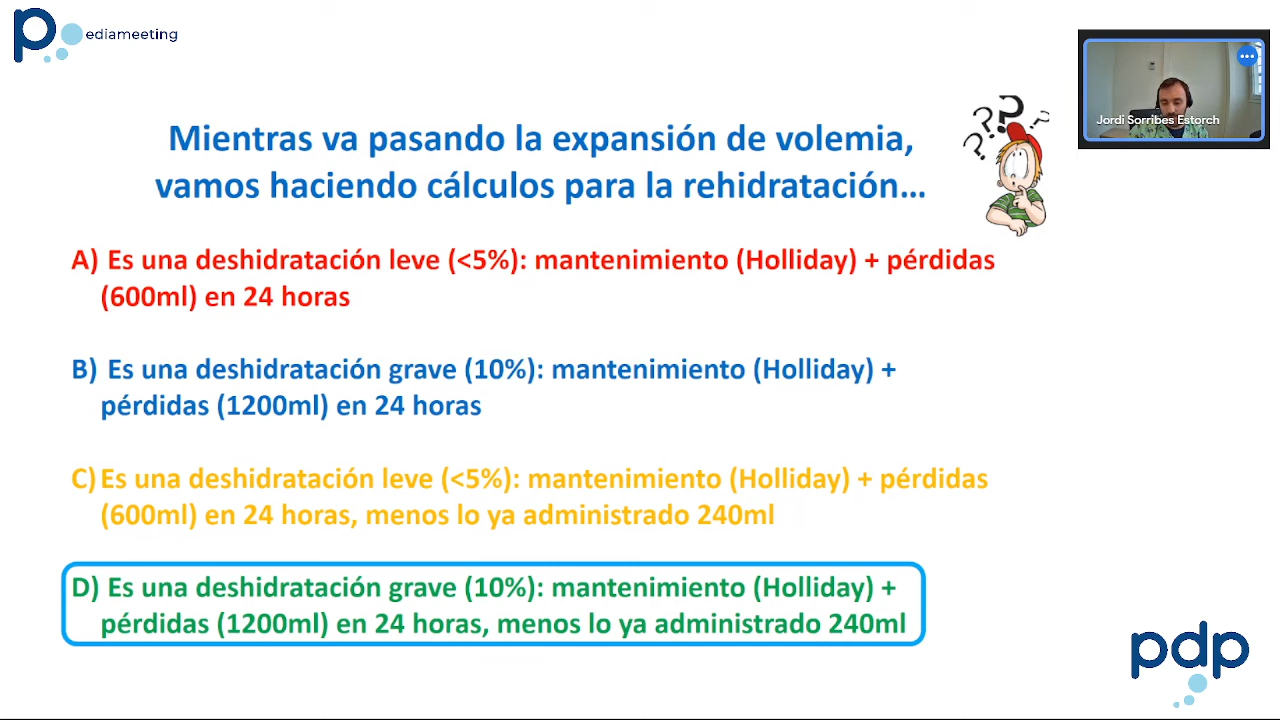 Pediameeting
Jordi Sorribes Estorch
Mientras va pasando la expansión de volemia,
vamos haciendo cálculos para la rehidratación...
? ? ? ?
A) Es una deshidratación leve (<5%): mantenimiento (Holliday) + pérdidas
(600ml) en 24 horas
B) Es una deshidratación grave (10%): mantenimiento (Holliday) +
pérdidas (1200ml) en 24 horas
C) Es una deshidratación leve (<5%): mantenimiento (Holliday) + pérdidas
(600ml) en 24 horas, menos lo ya administrado 240ml
D) Es una deshidratación grave (10%): mantenimiento (Holliday) +
pérdidas (1200ml) en 24 horas, menos lo ya administrado 240ml
pdp